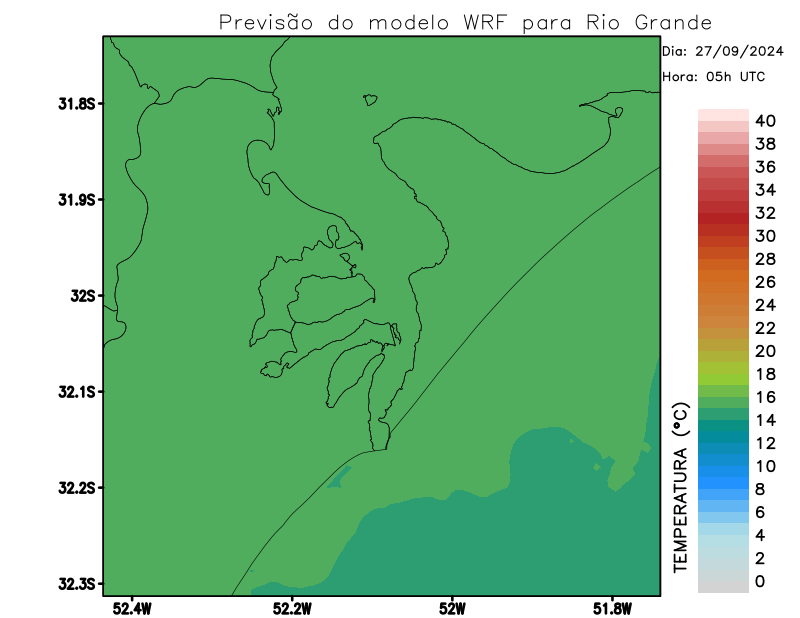 Previsão do modelo WRF para Rio Grande
Dia: 27/09/2024
Hora: 05h UTC
31.8S
31.9S
32S
32.1S
32.2S
32.3S
52.4W
52.2W
52W
51.8W
TEMPERATURA (°C)
40
38
36
34
32
30
28
26
24
22
20
18
16
14
12
10
8
6
4
2
0